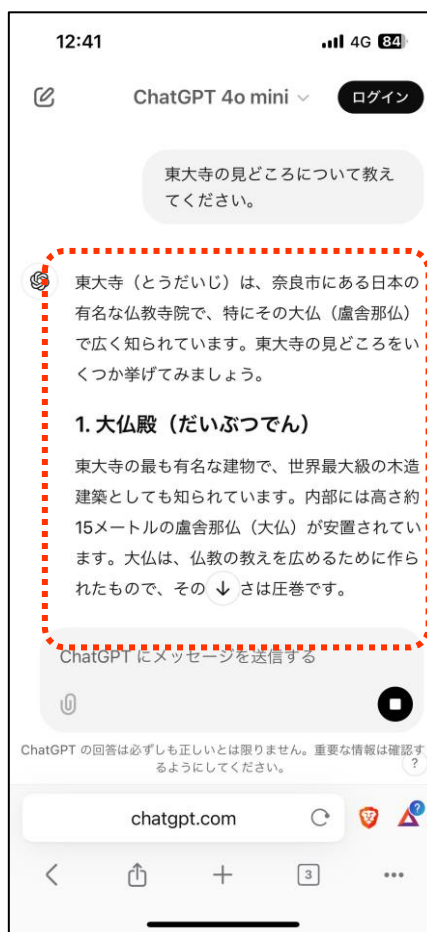 12:41
4G 84
ChatGPT 4o mini
ログイン
東大寺の見どころについて教え
てください。
東大寺（とうだいじ）は、奈良市にある日本の
有名な仏教寺院で、特にその大仏（盧舎那仏）
で広く知られています。東大寺の見どころをい
くつか挙げてみましょう。
1. 大仏殿（だいぶつでん）
東大寺の最も有名な建物で、世界最大級の木造
建築としても知られています。内部には高さ約
15メートルの盧舎那仏（大仏）が安置されてい
ます。大仏は、仏教の教えを広めるために作ら
れたもので、その さは圧巻です。
ChatGPT にメッセージを送信する
ChatGPT の回答は必ずしも正しいとは限りません。重要な情報は確認す
るようにしてください。
?
chatgpt.com
?
3